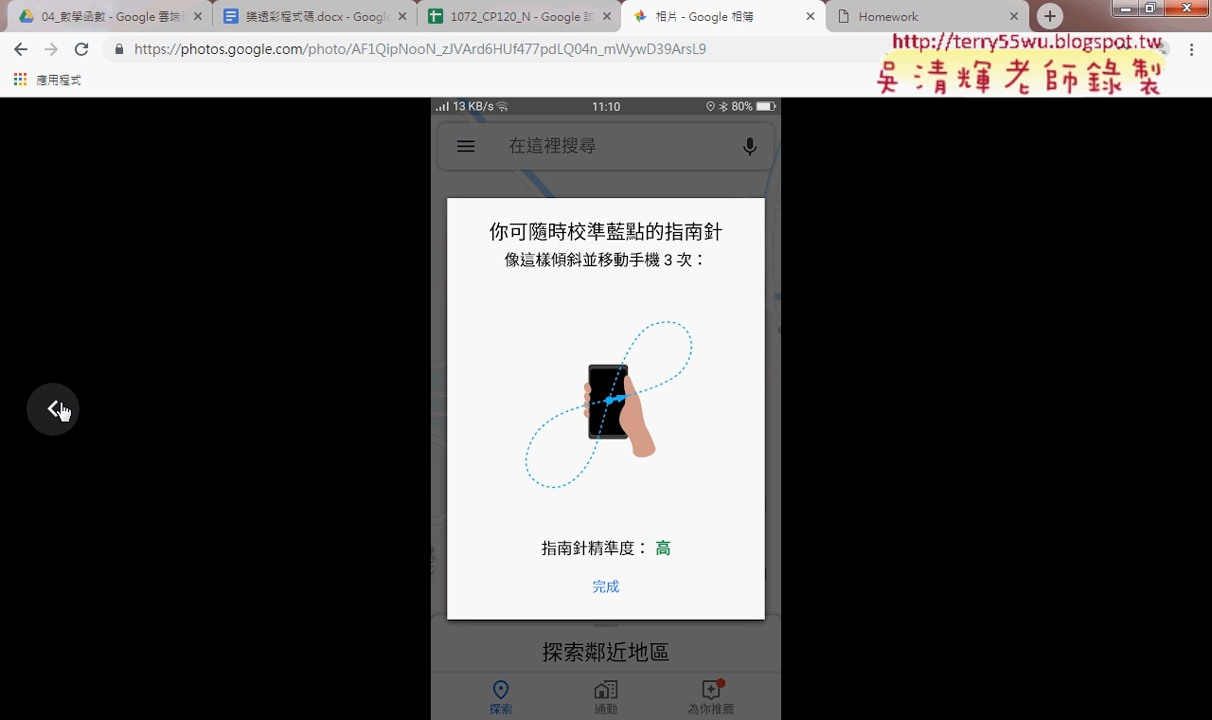 04_數學函數 - Google 雲端
樂透彩程式碼.docx - Google
1072_CP120_N - Google 試
相片 - Google 相簿
Homework
https://photos.google.com/photo/AF1QipNooN_zJVArd6HUf477pdLQ04n_mWywD39ArsL9
http://terry55wu.blogspot.tw
吳清輝老師錄製
應用程式
13 KB/s
11:10
80%
在這裡搜尋
你可隨時校準藍點的指南針
像這樣傾斜並移動手機 3 次：
指南針精準度： 高
完成
探索鄰近地區
探索
通勤
為你推薦